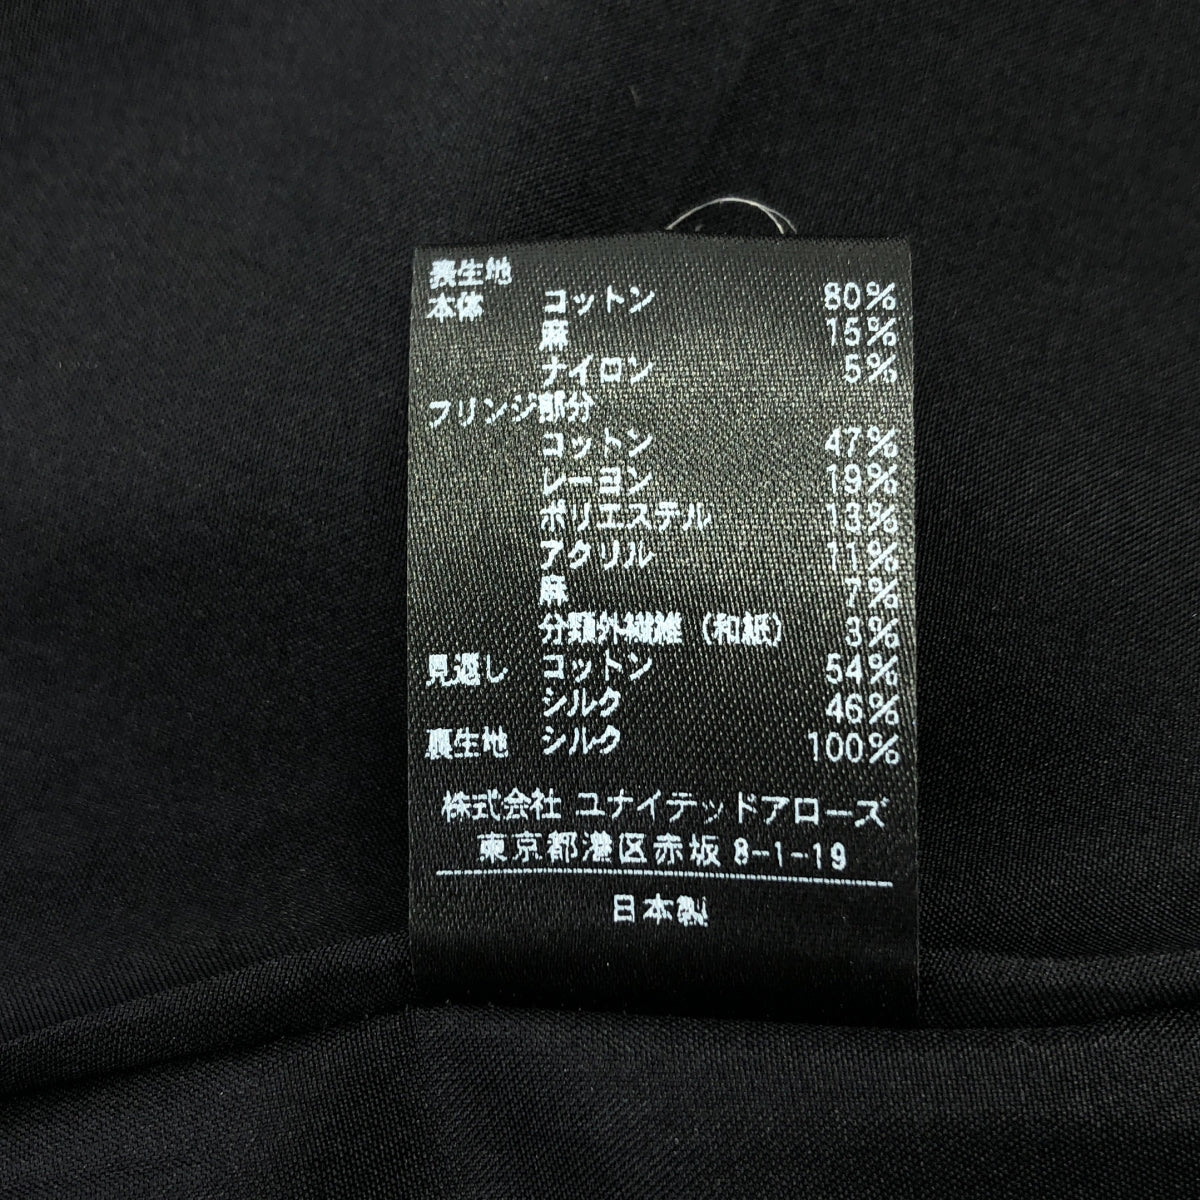 表生地
本体 コットン 80%
麻 15%
ナイロン 5%
フリンジ部分
コットン 47%
レーヨン 19%
ポリエステル 13%
アクリル 11%
麻 7%
分類外繊維(和紙) 3%
見返し コットン 54%
シルク 46%
裏生地 シルク 100%
株式会社 ユナイテッドアローズ
東京都港区赤坂 8-1-19
日本製